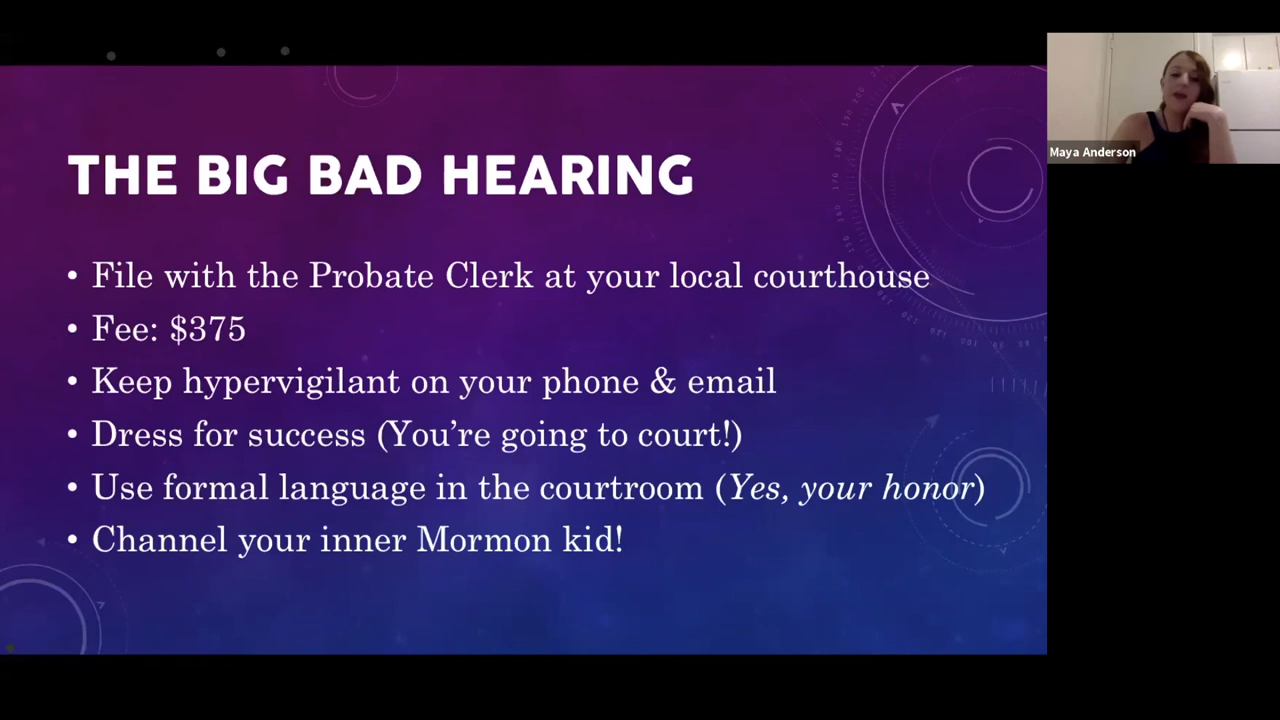 THE BIG BAD HEARING
• File with the Probate Clerk at your local courthouse
• Fee: $375
• Keep hypervigilant on your phone & email
• Dress for success (You’re going to court!)
• Use formal language in the courtroom (Yes, your honor)
• Channel your inner Mormon kid!
Maya Anderson